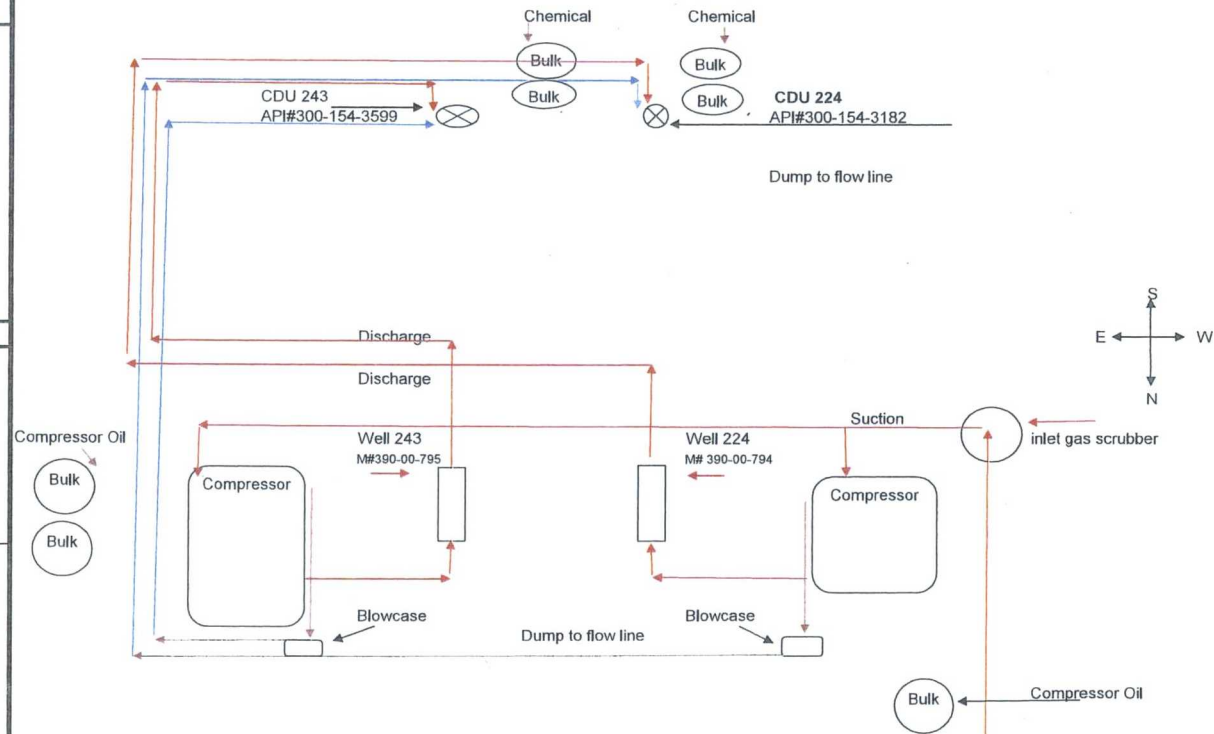 Chemical
Chemical
Bulk
Bulk
Bulk
Bulk
CDU 243
API#300-154-3599
CDU 224
API#300-154-3182
Dump to flow line
S
E
W
N
Discharge
Discharge
Suction
inlet gas scrubber
Compressor Oil
Bulk
Bulk
Well 243
M#390-00-795
Well 224
M# 390-00-794
Compressor
Compressor
Blowcase
Dump to flow line
Blowcase
Bulk
Compressor Oil